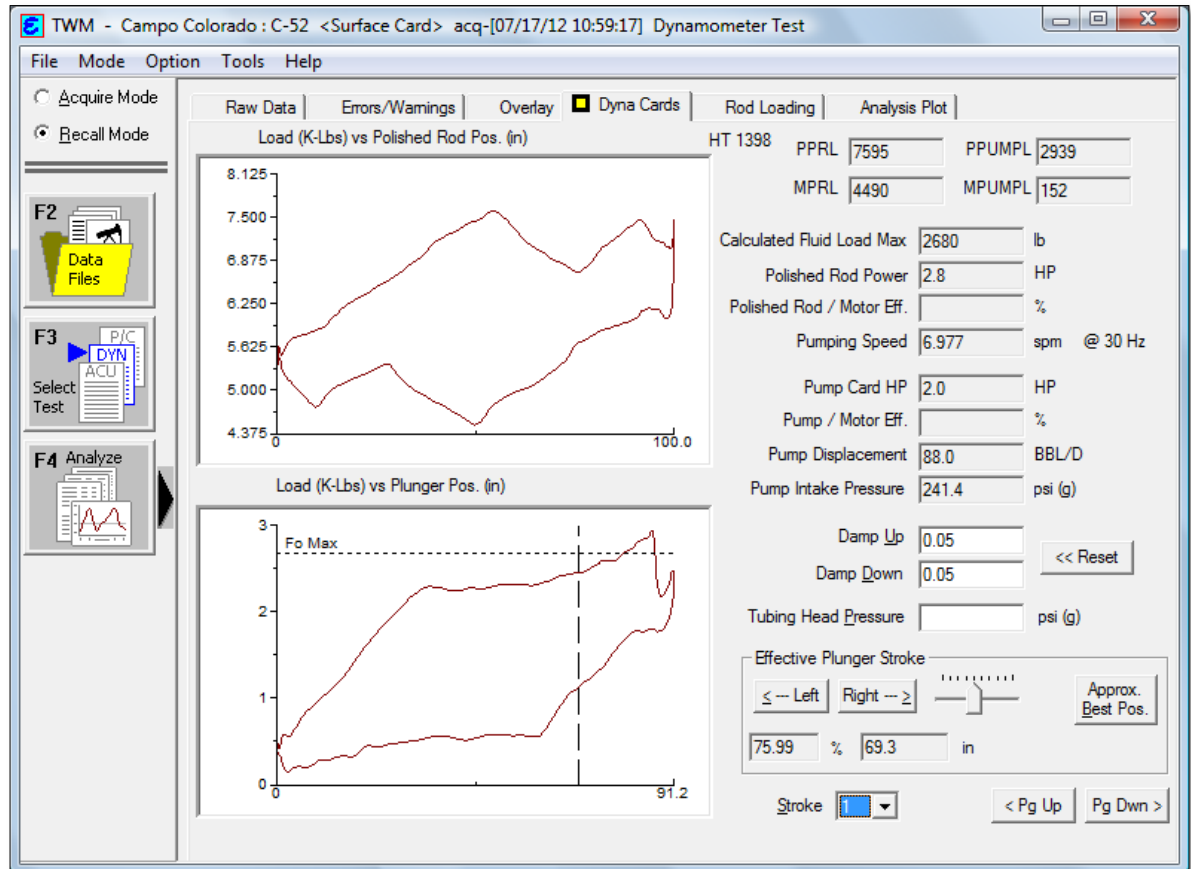 TWM - Campo Colorado : C-52 <Surface Card> acq-[07/17/12 10:59:17] Dynamometer Test
File Mode Option Tools Help
Acquire Mode
Recall Mode
F2
Data
Files
F3
P/C
DYN
ACU
Select
Test
F4 Analyze
Raw Data Errors/Warnings Overlay Dyna Cards Rod Loading Analysis Plot
Load (K-Lbs) vs Polished Rod Pos. (in)
8.125
7.500
6.875
6.250
5.625
5.000
4.375
0 100.0
Load (K-Lbs) vs Plunger Pos. (in)
3
Fo Max
2
1
0
0 91.2
HT 1398 PPRL 7595 PPUMPL 2939
MPRL 4490 MPUMPL 152
Calculated Fluid Load Max 2680 lb
Polished Rod Power 2.8 HP
Polished Rod / Motor Eff. %
Pumping Speed 6.977 spm @ 30 Hz
Pump Card HP 2.0 HP
Pump / Motor Eff. %
Pump Displacement 88.0 BBL/D
Pump Intake Pressure 241.4 psi (g)
Damp Up 0.05
Damp Down 0.05
<< Reset
Tubing Head Pressure psi (g)
Effective Plunger Stroke
< --- Left Right --- >
Approx.
Best Pos.
75.99 % 69.3 in
Stroke 1 < Pg Up Pg Dwn >